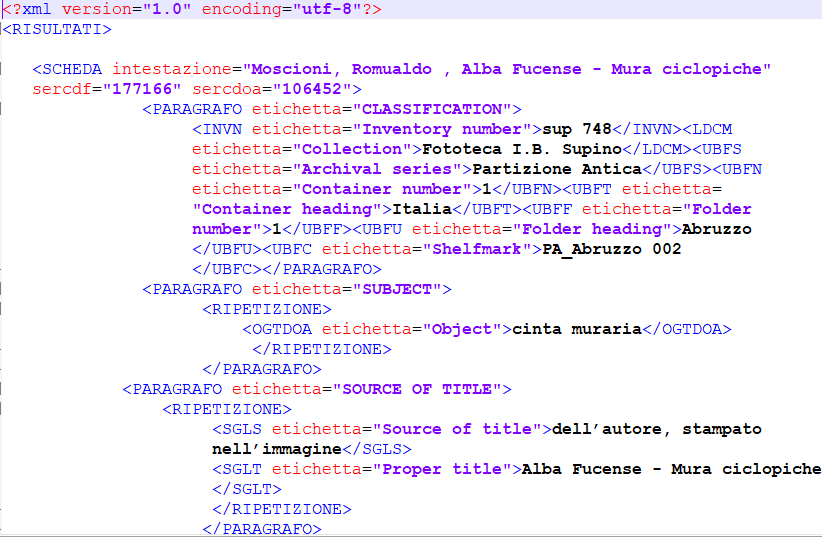 <?xml version="1.0" encoding="utf-8"?>
<RISULTATI>
<SCHEDA intestazione="Moscioni, Romualdo , Alba Fucense - Mura ciclopiche"
sercdf="177166" sercdoa="106452">
<PARAGRAFO etichetta="CLASSIFICATION">
<INVN etichetta="Inventory number">sup 748</INVN><LDCM
etichetta="Collection">Fototeca I.B. Supino</LDCM><UBFS
etichetta="Archival series">Partizione Antica</UBFS><UBFN
etichetta="Container number">1</UBFN><UBFT etichetta=
"Container heading">Italia</UBFT><UBFF etichetta="Folder
number">1</UBFF><UBFU etichetta="Folder heading">Abruzzo
</UBFU><UBFC etichetta="Shelfmark">PA_Abruzzo 002
</UBFC></PARAGRAFO>
<PARAGRAFO etichetta="SUBJECT">
<RIPETIZIONE>
<OGTDOA etichetta="Object">cinta muraria</OGTDOA>
</RIPETIZIONE>
</PARAGRAFO>
<PARAGRAFO etichetta="SOURCE OF TITLE">
<RIPETIZIONE>
<SGLS etichetta="Source of title">dell’autore, stampato
nell’immagine</SGLS>
<SGLT etichetta="Proper title">Alba Fucense - Mura ciclopiche
</SGLT>
</RIPETIZIONE>
</PARAGRAFO>